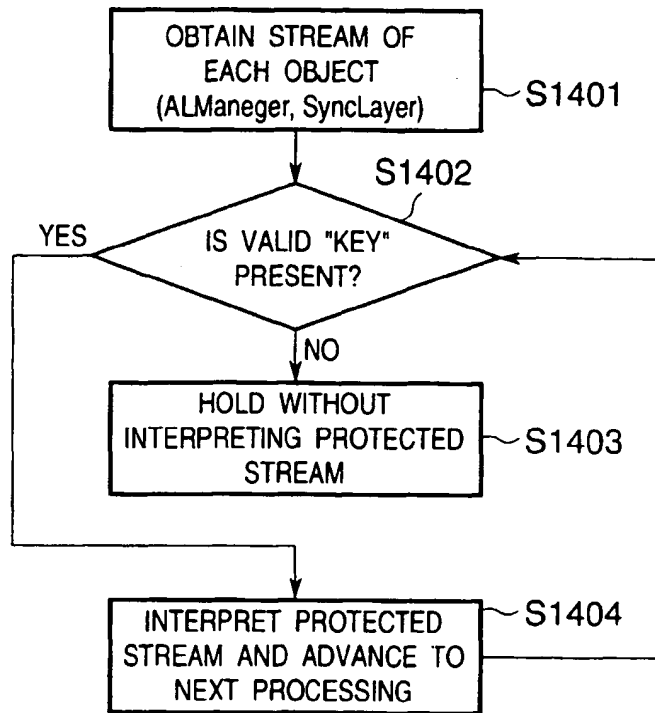 OBTAIN STREAM OF
EACH OBJECT
(ALManeger, SyncLayer)
S1401
S1402
YES
IS VALID "KEY"
PRESENT?
NO
HOLD WITHOUT
INTERPRETING PROTECTED
STREAM
S1403
INTERPRET PROTECTED
STREAM AND ADVANCE TO
NEXT PROCESSING
S1404